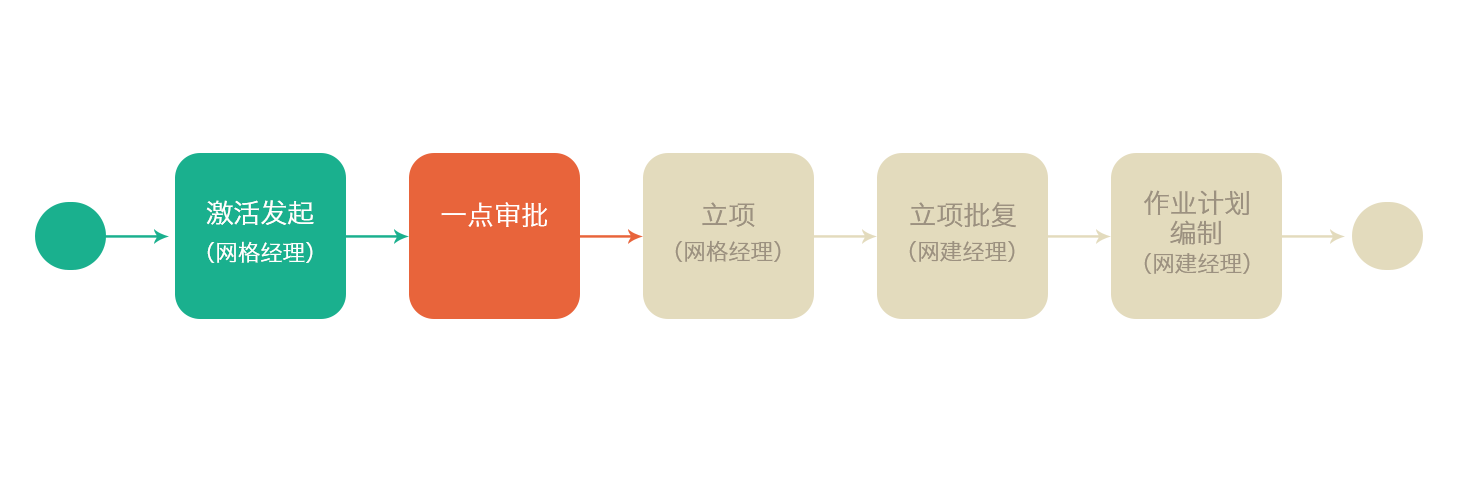 激活发起
（网格经理）
一点审批
立项
（网格经理）
立项批复
（网建经理）
作业计划
编制
（网建经理）